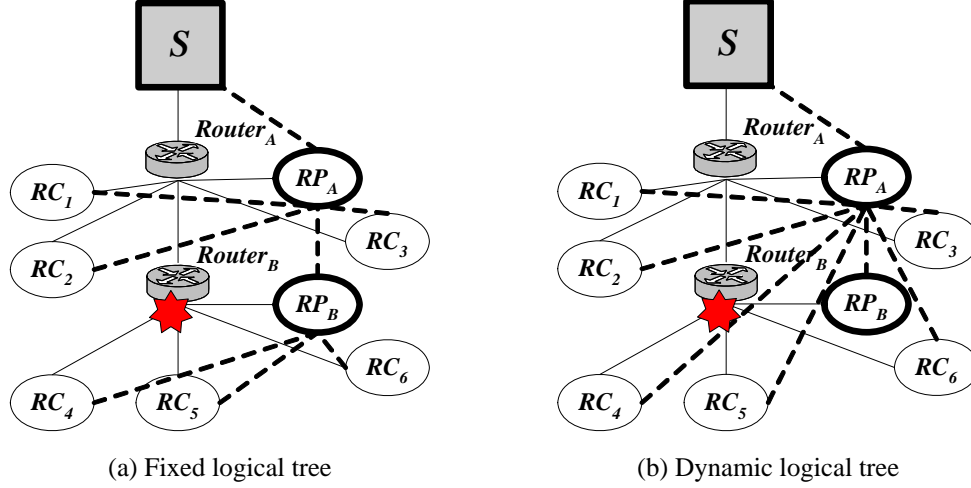 S
Router_A
RP_A
RC_1
RC_2
RC_3
Router_B
RP_B
RC_6
RC_4
RC_5
(a) Fixed logical tree
S
Router_A
RP_A
RC_1
RC_2
RC_3
Router_B
RP_B
RC_6
RC_4
RC_5
(b) Dynamic logical tree